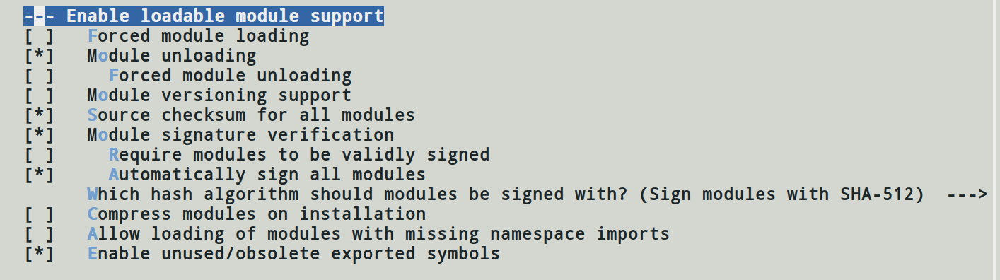 --- Enable loadable module support
[ ]   Forced module loading
[*]   Module unloading
[ ]     Forced module unloading
[ ]   Module versioning support
[*]   Source checksum for all modules
[*]   Module signature verification
[ ]     Require modules to be validly signed
[*]     Automatically sign all modules
      Which hash algorithm should modules be signed with? (Sign modules with SHA-512)  --->
[ ]   Compress modules on installation
[ ]   Allow loading of modules with missing namespace imports
[*]   Enable unused/obsolete exported symbols